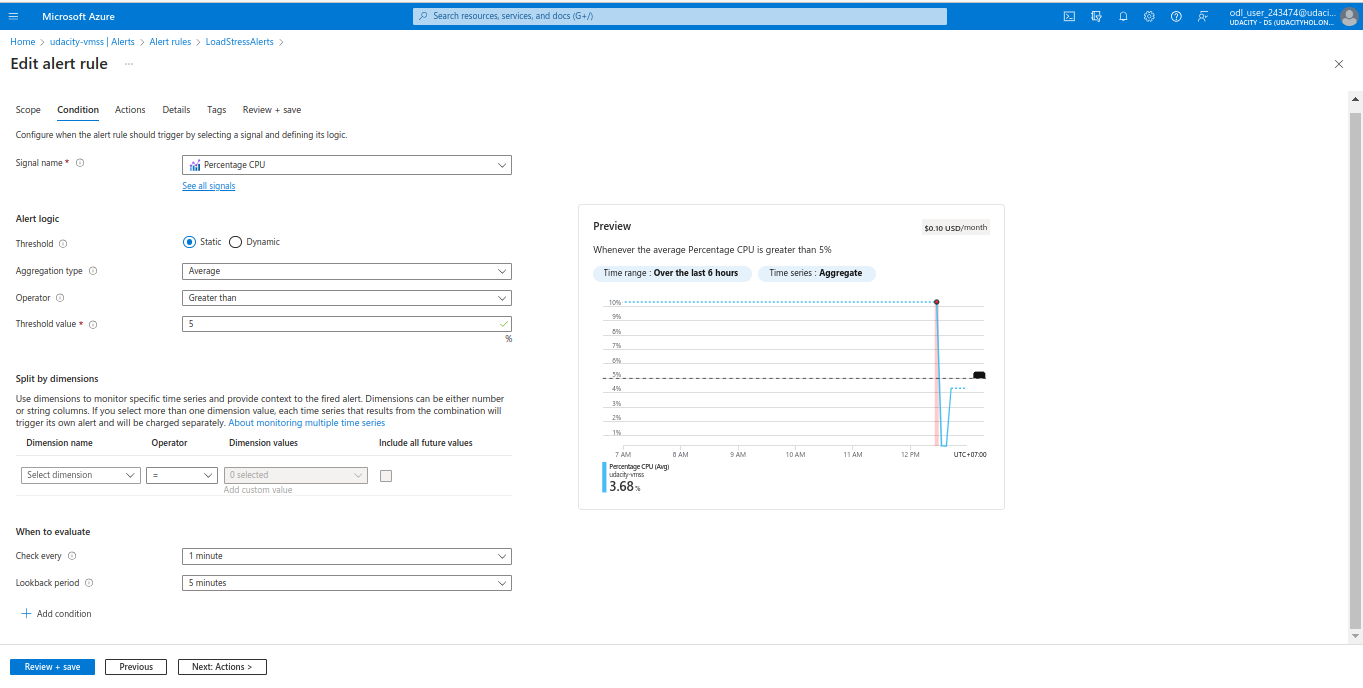 Microsoft Azure
Search resources, services, and docs (G+/)
odl_user_243474@udaci...
UDACITY - DS (UDACITYHOLON...
Home > udacity-vmss | Alerts > Alert rules > LoadStressAlerts >
Edit alert rule ...
Scope Condition Actions Details Tags Review + save
Configure when the alert rule should trigger by selecting a signal and defining its logic.
Signal name * Percentage CPU
See all signals
Alert logic
Threshold Static Dynamic
Aggregation type Average
Operator Greater than
Threshold value * 5
%
Split by dimensions
Use dimensions to monitor specific time series and provide context to the fired alert. Dimensions can be either number
or string columns. If you select more than one dimension value, each time series that results from the combination will
trigger its own alert and will be charged separately. About monitoring multiple time series
Dimension name Operator Dimension values Include all future values
Select dimension = 0 selected
Add custom value
When to evaluate
Check every 1 minute
Lookback period 5 minutes
+ Add condition
Preview $0.10 USD/month
Whenever the average Percentage CPU is greater than 5%
Time range : Over the last 6 hours Time series : Aggregate
10%
9%
8%
7%
6%
5%
4%
3%
2%
1%
7 AM 8 AM 9 AM 10 AM 11 AM 12 PM UTC+07:00
Percentage CPU (Avg)
udacity-vmss
3.68 %
Review + save Previous Next: Actions >